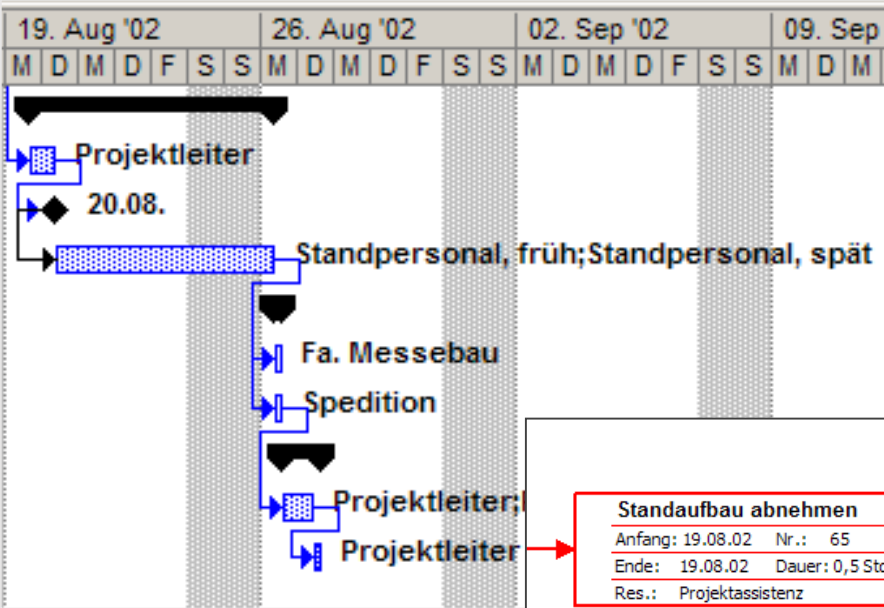 19. Aug '02 26. Aug '02 02. Sep '02 09. Sep
M D M D F S S M D M D F S S M D M D F S S M D M
Projektleiter
20.08.
Standpersonal, früh;Standpersonal, spät
Fa. Messebau
Spedition
Projektleiter;
Projektleiter
Standaufbau abnehmen
Anfang: 19.08.02 Nr.: 65
Ende: 19.08.02 Dauer: 0,5 Std
Res.: Projektassistenz